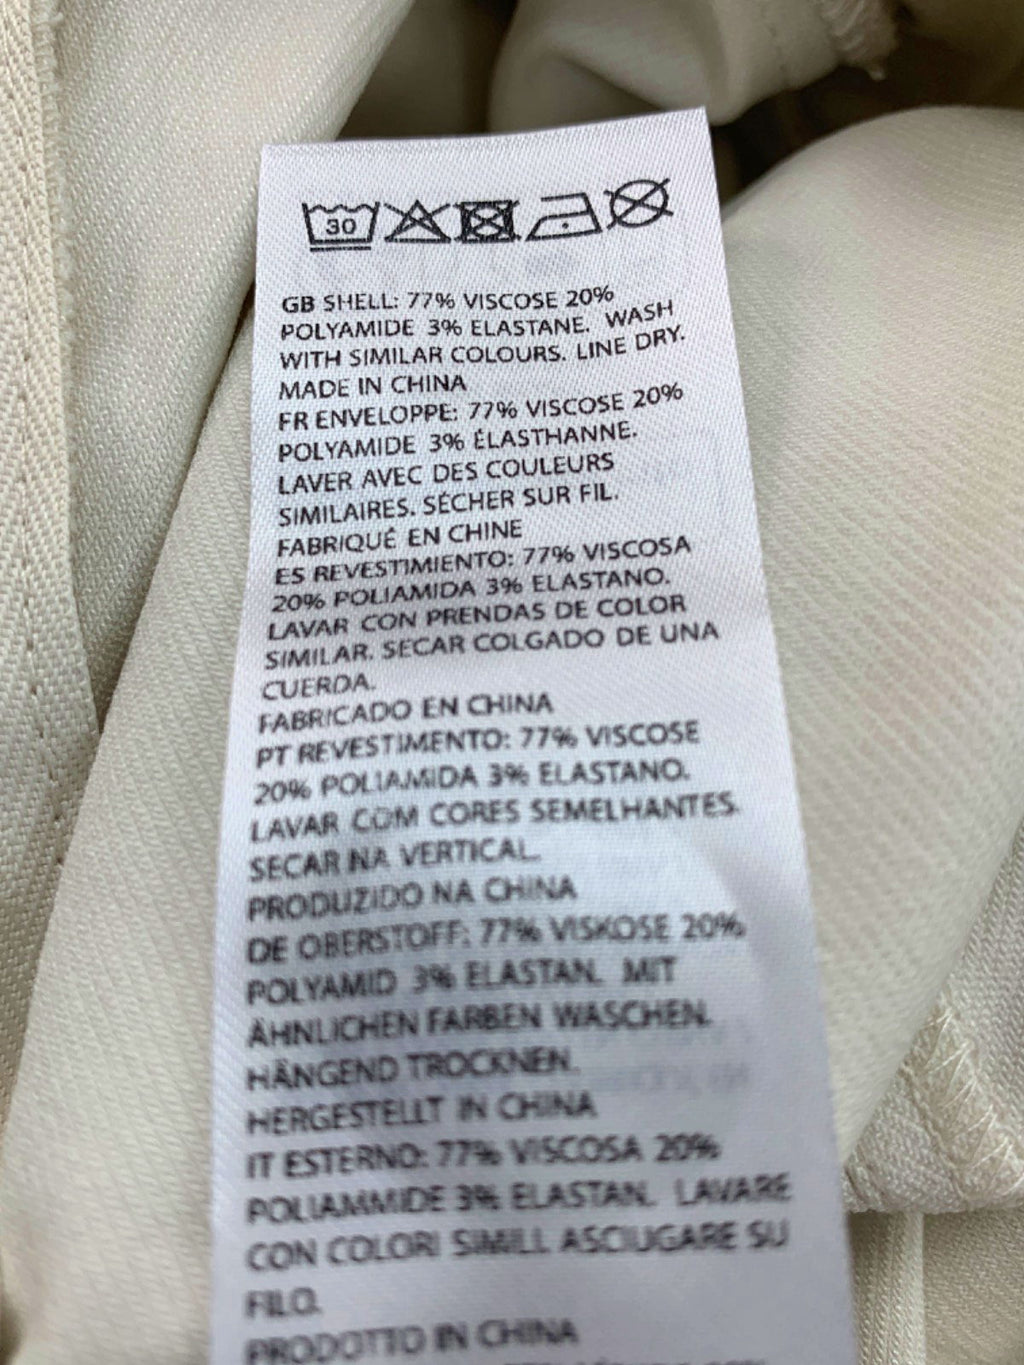 30
GB SHELL: 77% VISCOSE 20%
POLYAMIDE 3% ELASTANE. WASH
WITH SIMILAR COLOURS. LINE DRY.
MADE IN CHINA
FR ENVELOPPE: 77% VISCOSE 20%
POLYAMIDE 3% ÉLASTHANNE.
LAVER AVEC DES COULEURS
SIMILAIRES. SÉCHER SUR FIL.
FABRIQUÉ EN CHINE
ES REVESTIMIENTO: 77% VISCOSA
20% POLIAMIDA 3% ELASTANO.
LAVAR CON PRENDAS DE COLOR
SIMILAR. SECAR COLGADO DE UNA
CUERDA.
FABRICADO EN CHINA
PT REVESTIMENTO: 77% VISCOSE
20% POLIAMIDA 3% ELASTANO.
LAVAR COM CORES SEMELHANTES.
SECAR NA VERTICAL.
PRODUZIDO NA CHINA
DE OBERSTOFF: 77% VISKOSE 20%
POLYAMID 3% ELASTAN. MIT
ÄHNLICHEN FARBEN WASCHEN.
HÄNGEND TROCKNEN.
HERGESTELLT IN CHINA
IT ESTERNO: 77% VISCOSA 20%
POLIAMMIDE 3% ELASTAN. LAVARE
CON COLORI SIMILI. ASCIUGARE SU
FILO.
PRODOTTO IN CHINA